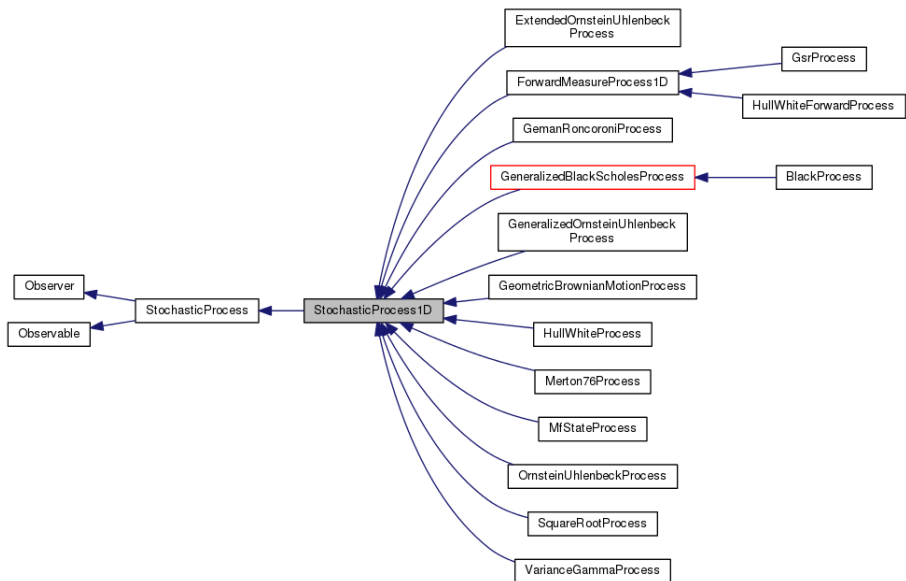 ExtendedOrnsteinUhlenbeck
Process
GsrProcess
ForwardMeasureProcess1D
HullWhiteForwardProcess
GemanRoncoroniProcess
GeneralizedBlackScholesProcess
BlackProcess
GeneralizedOrnsteinUhlenbeck
Process
Observer
GeometricBrownianMotionProcess
StochasticProcess
StochasticProcess1D
Observable
HullWhiteProcess
Merton76Process
MfStateProcess
OrnsteinUhlenbeckProcess
SquareRootProcess
VarianceGammaProcess